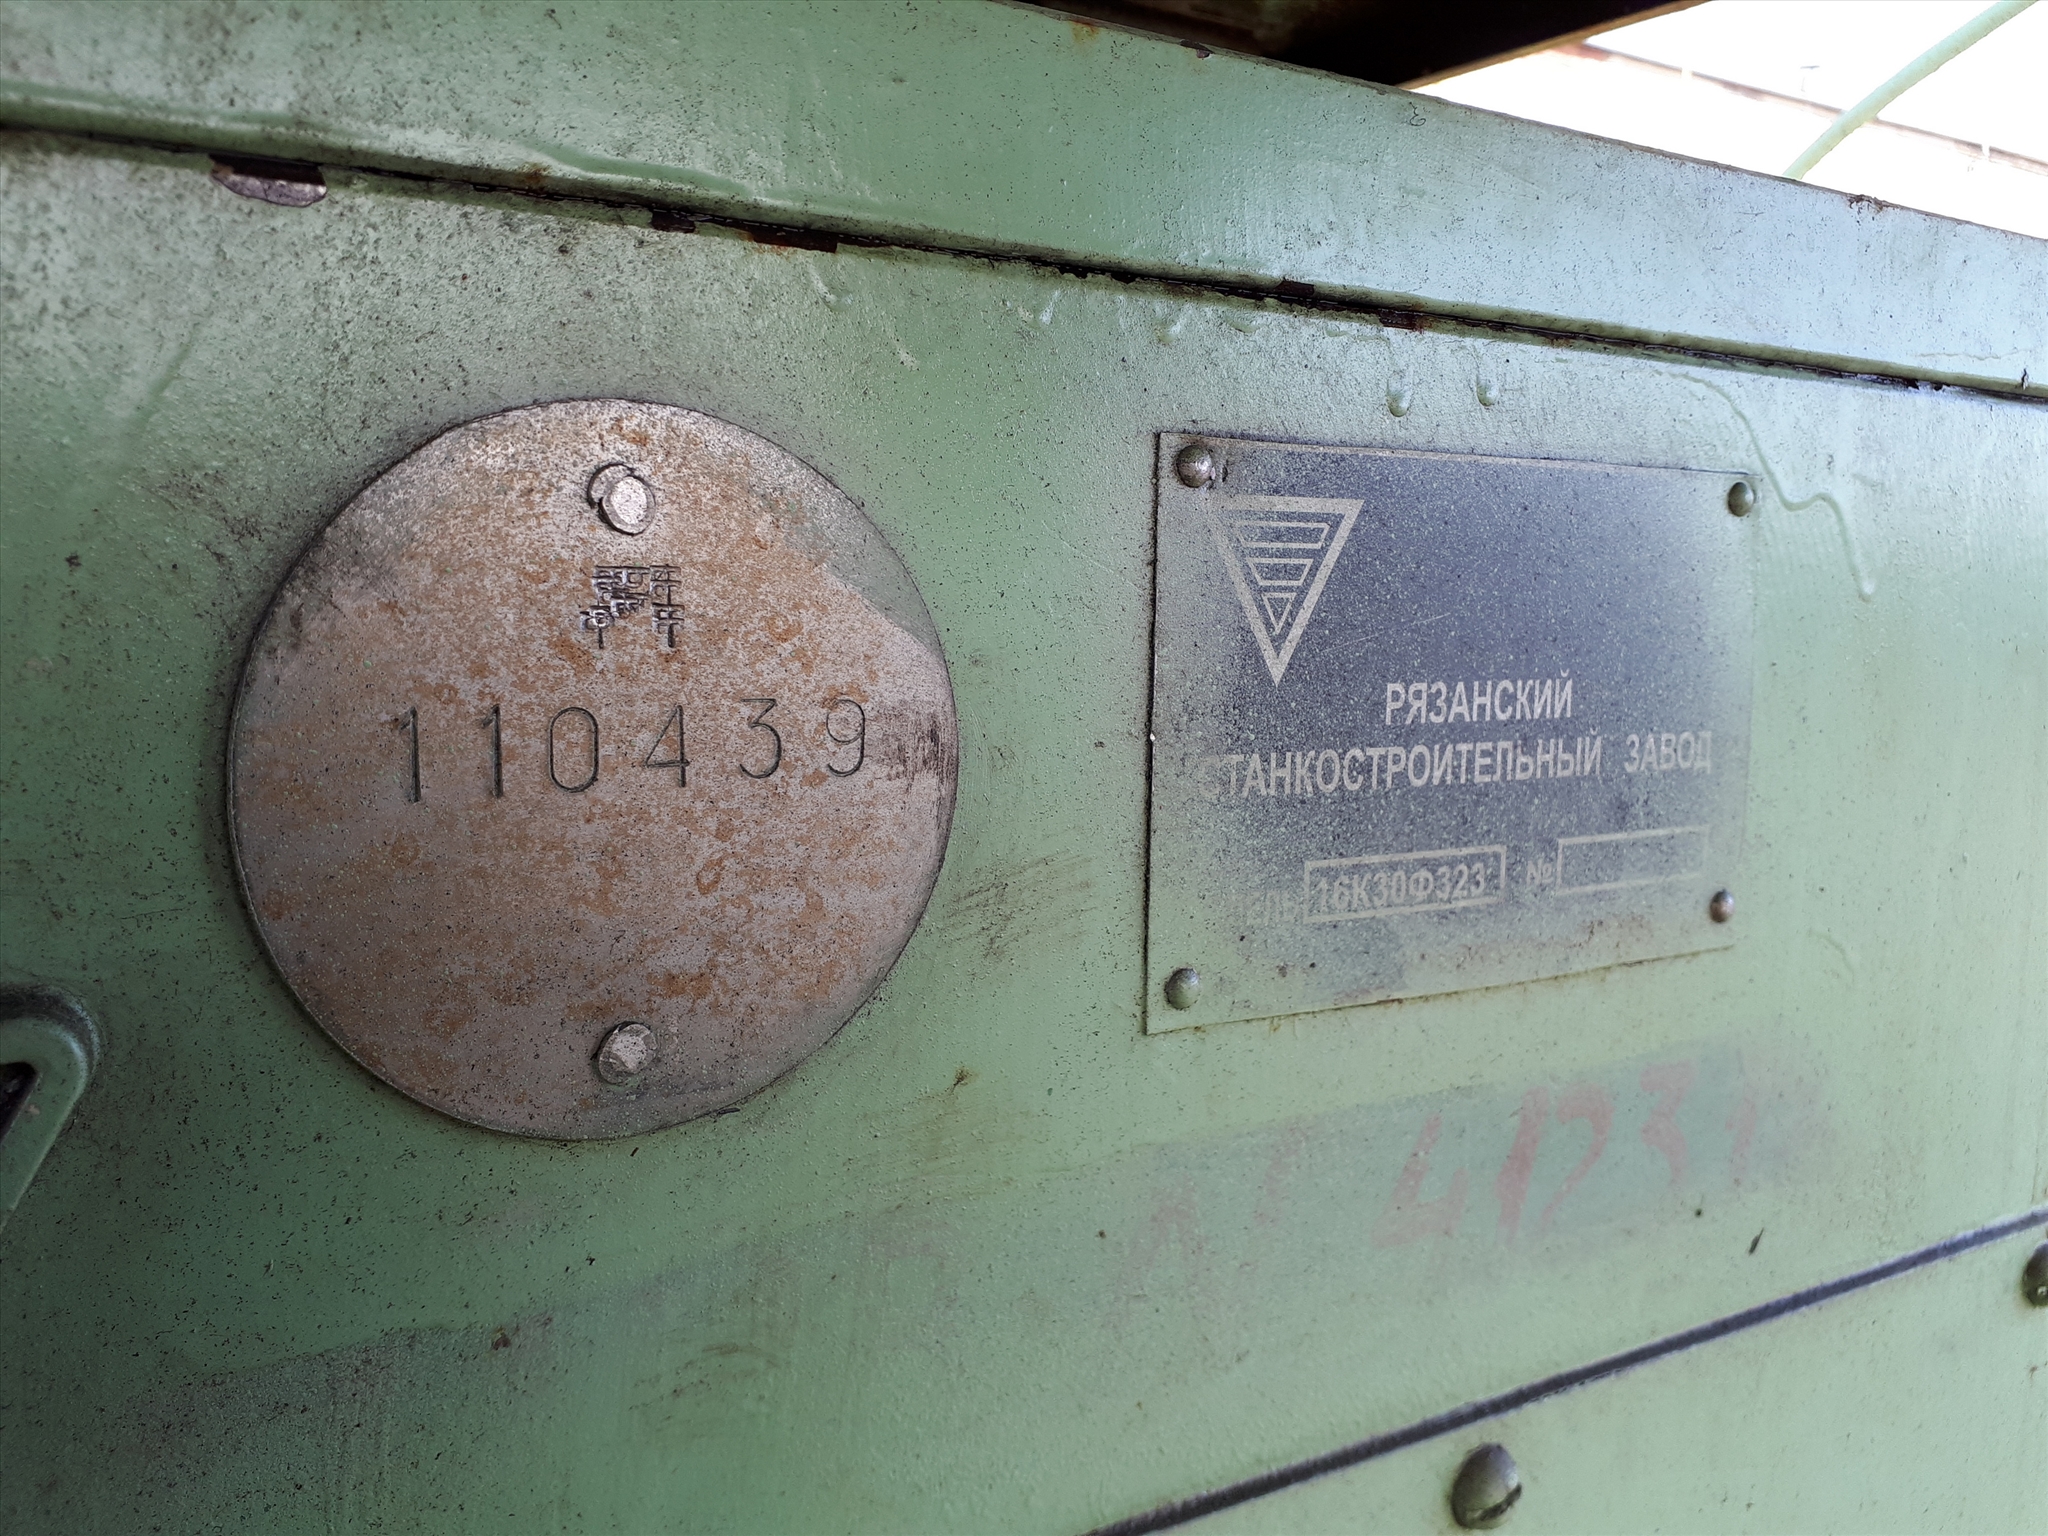 110439
РЯЗАНСКИЙ
СТАНКОСТРОИТЕЛЬНЫЙ ЗАВОД
16К30Ф323 №